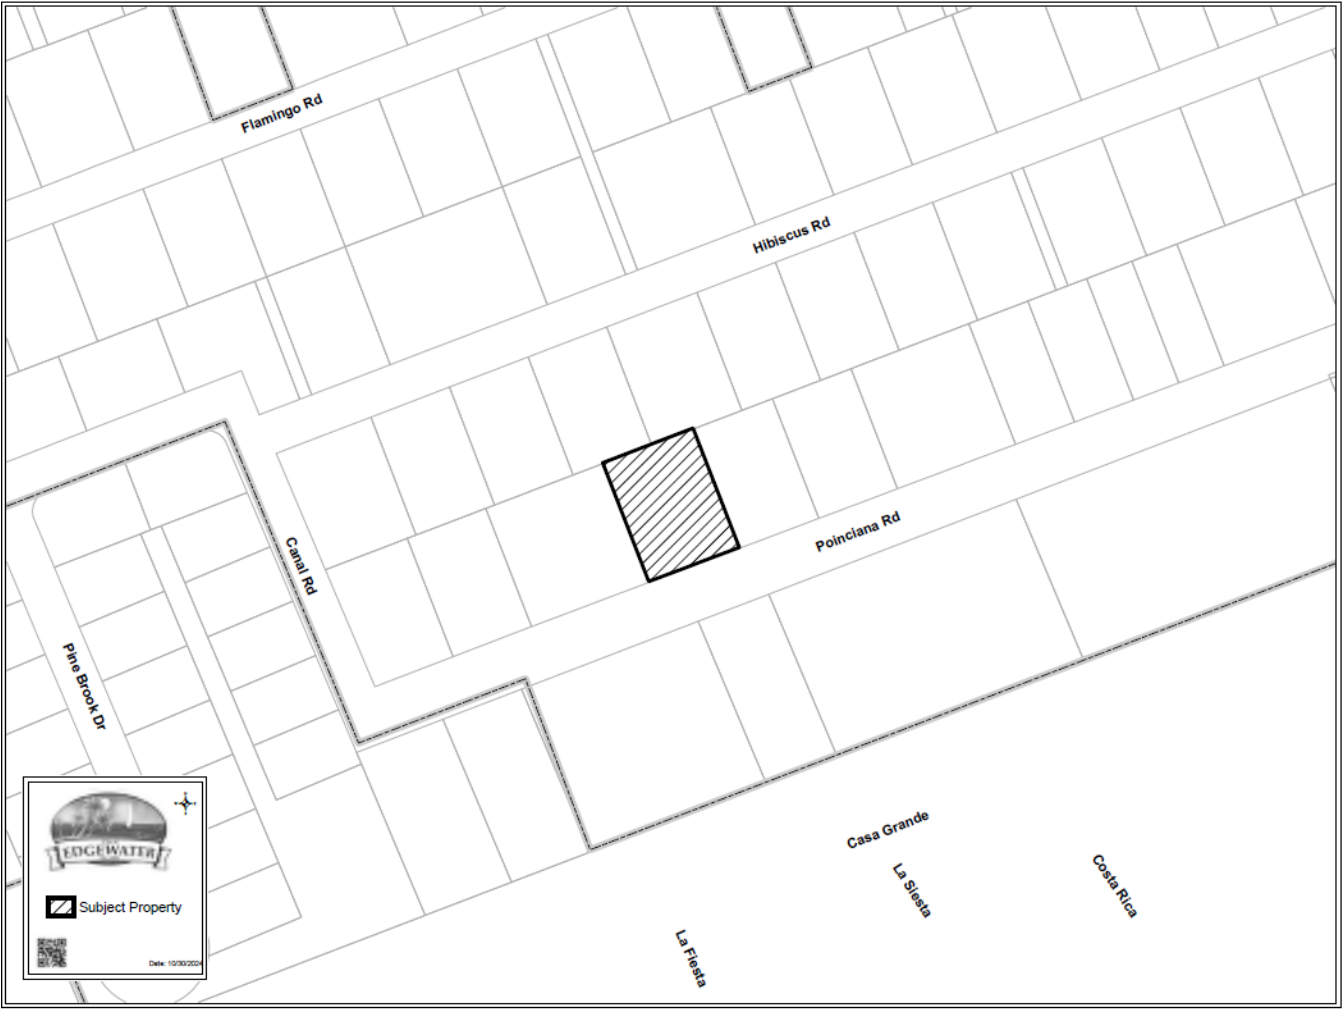 Flamingo Rd
Hibiscus Rd
Poinciana Rd
Canal Rd
Pine Brook Dr
Casa Grande
La Siesta
Costa Rica
La Fiesta
EDGEWATER
Subject Property
Date: 10/30/2024